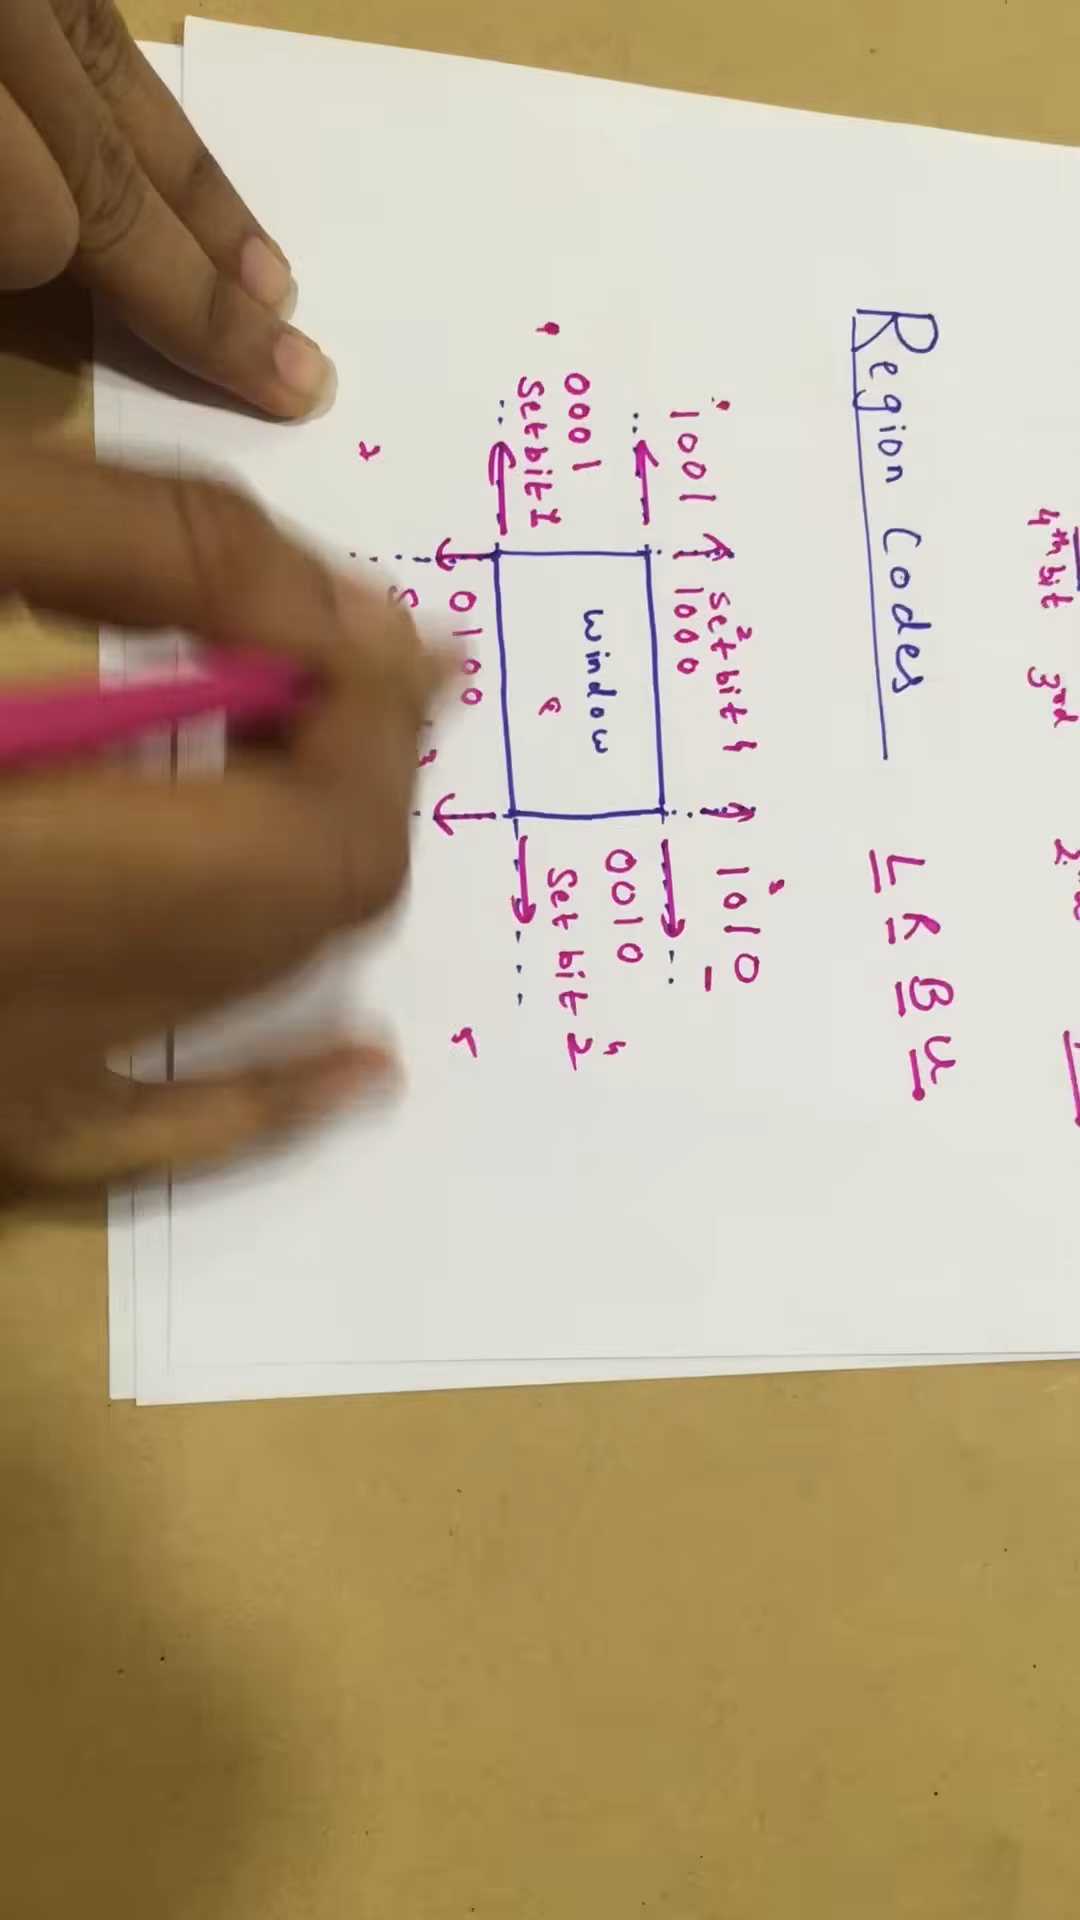 4th bit 3rd
Region Codes L R B U
set bit 4
1001 1000 1010
2
0001 window 0010
set bit 1 Set bit 2
0100